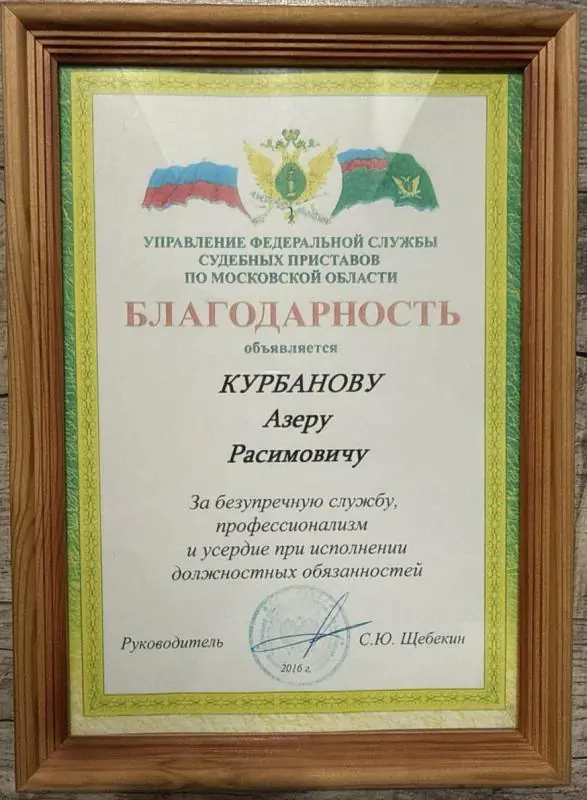 УПРАВЛЕНИЕ ФЕДЕРАЛЬНОЙ СЛУЖБЫ
СУДЕБНЫХ ПРИСТАВОВ
ПО МОСКОВСКОЙ ОБЛАСТИ
БЛАГОДАРНОСТЬ
объявляется
КУРБАНОВУ
Азеру
Расимовичу
За безупречную службу,
профессионализм
и усердие при исполнении
должностных обязанностей
Руководитель
С.Ю. Щебекин
2016 г.